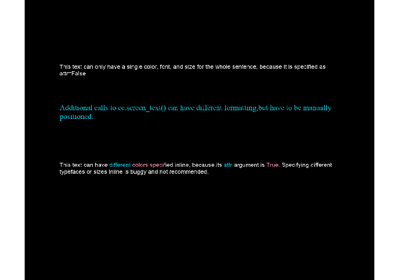 This text can only have a single color, font, and size for the whole sentence, because it is specified as
attr=False
Additional calls to ec.screen_text() can have different formatting,but have to be manually
positioned.
This text can have different colors specified inline, because its attr argument is True. Specifying different
typefaces or sizes inline is buggy and not recommended.